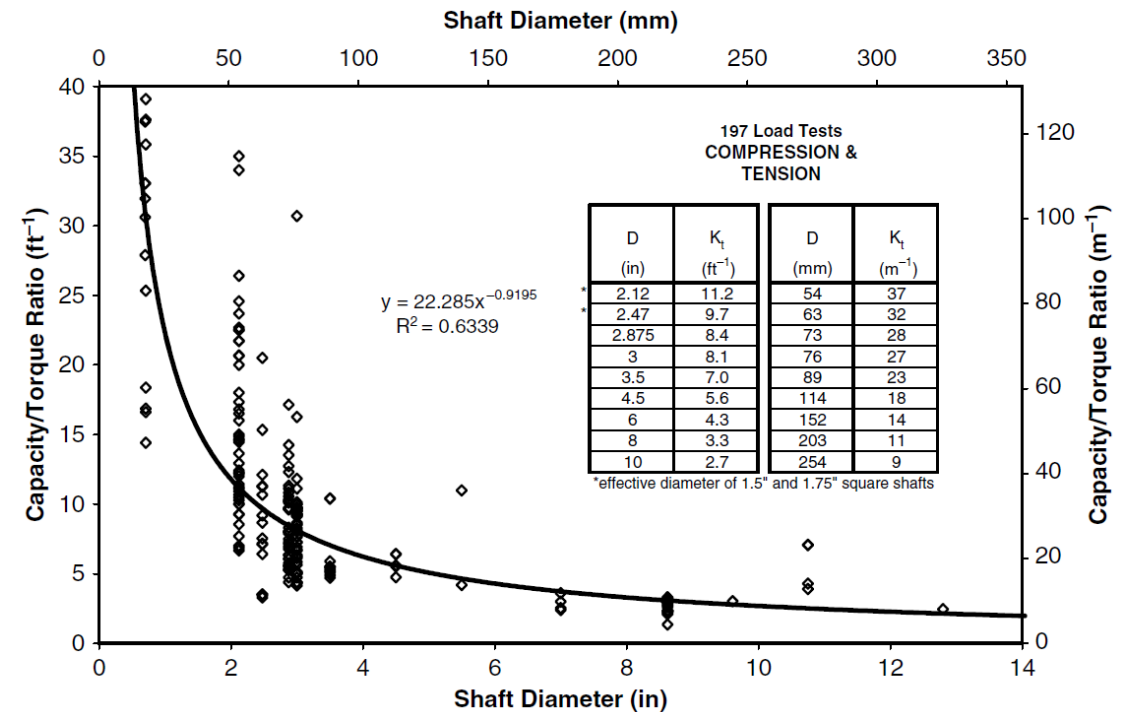 Shaft Diameter (mm)
0 50 100 150 200 250 300 350
40
35
30
25
20
15
10
5
0
Capacity/Torque Ratio (ft⁻¹)
197 Load Tests
COMPRESSION &
TENSION
y = 22.285x⁻⁰·⁹¹⁹⁵
R² = 0.6339
D Kt D Kt
(in) (ft⁻¹) (mm) (m⁻¹)
* 2.12 11.2 54 37
* 2.47 9.7 63 32
2.875 8.4 73 28
3 8.1 76 27
3.5 7.0 89 23
4.5 5.6 114 18
6 4.3 152 14
8 3.3 203 11
10 2.7 254 9
*effective diameter of 1.5" and 1.75" square shafts
120
100
80
60
40
20
0
Capacity/Torque Ratio (m⁻¹)
0 2 4 6 8 10 12 14
Shaft Diameter (in)